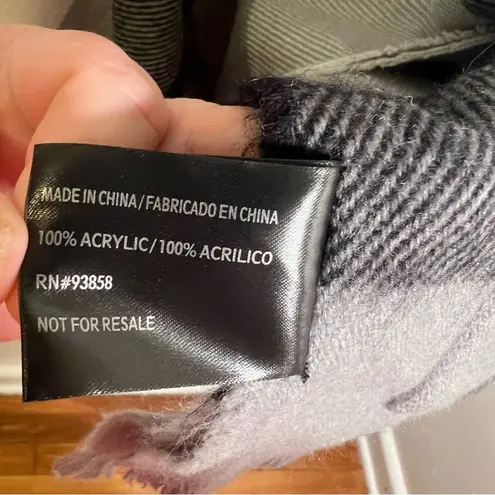 MADE IN CHINA/FABRICADO EN CHINA
100% ACRYLIC/100% ACRILICO
RN#93858
NOT FOR RESALE